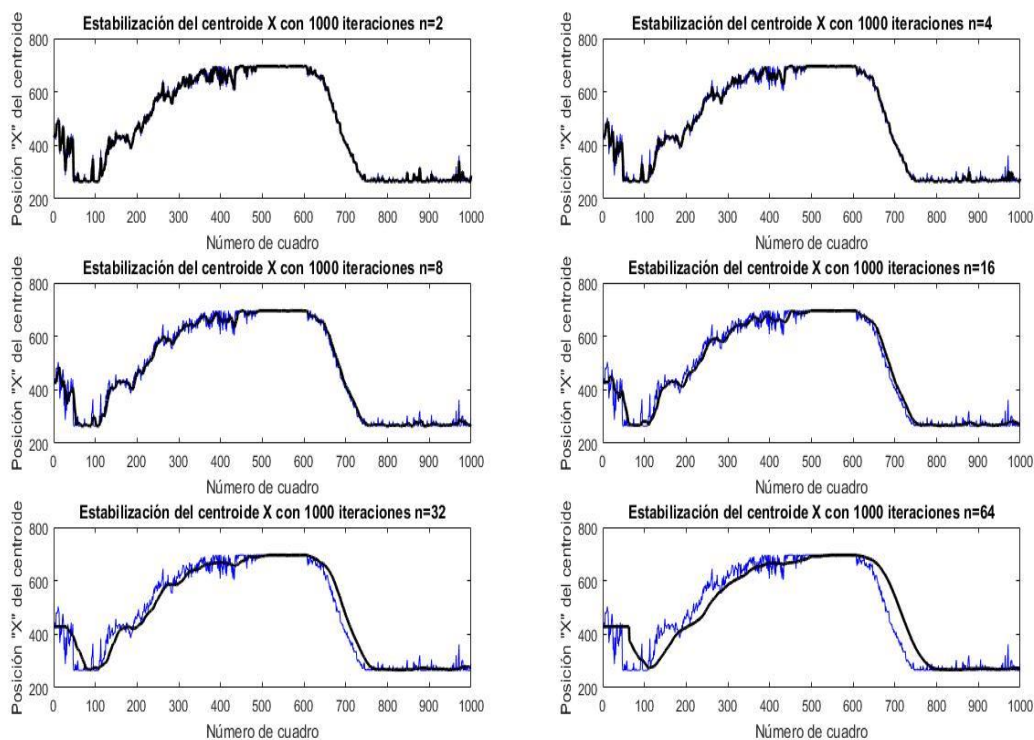 Estabilización del centroide X con 1000 iteraciones n=2
Posición "X" del centroide
800
600
400
200
0 100 200 300 400 500 600 700 800 900 1000
Número de cuadro
Estabilización del centroide X con 1000 iteraciones n=4
Posición "X" del centroide
800
600
400
200
0 100 200 300 400 500 600 700 800 900 1000
Número de cuadro
Estabilización del centroide X con 1000 iteraciones n=8
Posición "X" del centroide
800
600
400
200
0 100 200 300 400 500 600 700 800 900 1000
Número de cuadro
Estabilización del centroide X con 1000 iteraciones n=16
Posición "X" del centroide
800
600
400
200
0 100 200 300 400 500 600 700 800 900 1000
Número de cuadro
Estabilización del centroide X con 1000 iteraciones n=32
Posición "X" del centroide
800
600
400
200
0 100 200 300 400 500 600 700 800 900 1000
Número de cuadro
Estabilización del centroide X con 1000 iteraciones n=64
Posición "X" del centroide
800
600
400
200
0 100 200 300 400 500 600 700 800 900 1000
Número de cuadro